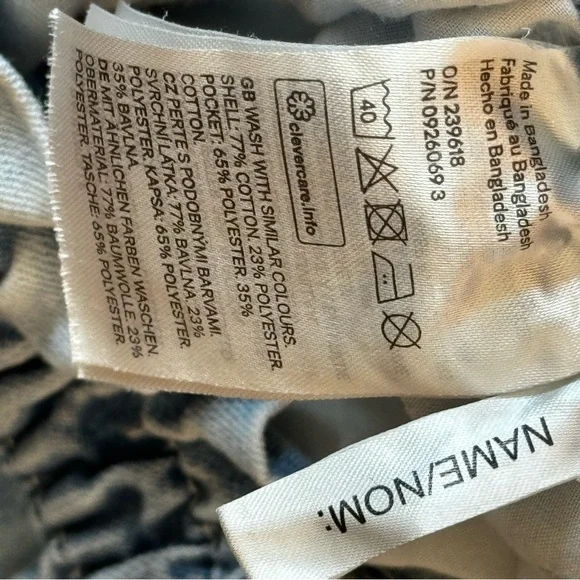 Made in Bangladesh
Fabriqué au Bangladesh
Hecho en Bangladesh
O/N 239618
P/N 0926069 3
40
clevercare.info
GB WASH WITH SIMILAR COLOURS.
SHELL: 77% COTTON. 23% POLYESTER.
POCKET: 65% POLYESTER. 35%
COTTON.
CZ PERTE S PODOBNÝMI BARVAMI.
SVRCHNÍ LÁTKA: 77% BAVLNA. 23%
POLYESTER. KAPSA: 65% POLYESTER.
35% BAVLNA.
DE MIT ÄHNLICHEN FARBEN WASCHEN.
OBERMATERIAL: 77% BAUMWOLLE. 23%
POLYESTER. TASCHE: 65% POLYESTER.
NAME/NOM: